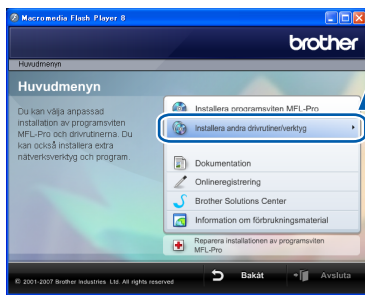 Macromedia Flash Player 8
brother
Huvudmenyn
Huvudmenyn
Du kan välja anpassad
installation av programsviten
MFL-Pro och drivrutinerna. Du
kan också installera extra
nätverksverktyg och program.
Installera programsviten MFL-Pro
Installera andra drivrutiner/verktyg
Dokumentation
Onlineregistrering
Brother Solutions Center
Information om förbrukningsmaterial
Reparera installationen av programsviten
MFL-Pro
© 2001-2007 Brother Industries Ltd. All rights reserved
Bakåt
Avsluta